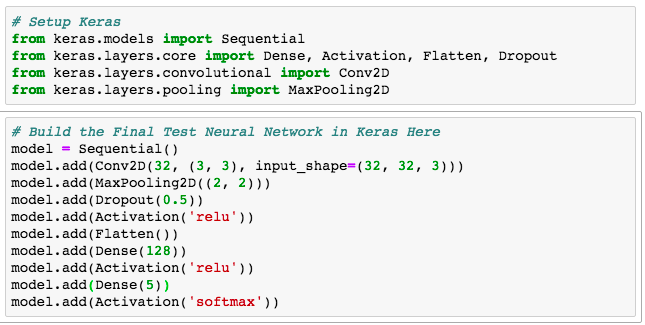 # Setup Keras
from keras.models import Sequential
from keras.layers.core import Dense, Activation, Flatten, Dropout
from keras.layers.convolutional import Conv2D
from keras.layers.pooling import MaxPooling2D
# Build the Final Test Neural Network in Keras Here
model = Sequential()
model.add(Conv2D(32, (3, 3), input_shape=(32, 32, 3)))
model.add(MaxPooling2D((2, 2)))
model.add(Dropout(0.5))
model.add(Activation('relu'))
model.add(Flatten())
model.add(Dense(128))
model.add(Activation('relu'))
model.add(Dense(5))
model.add(Activation('softmax'))